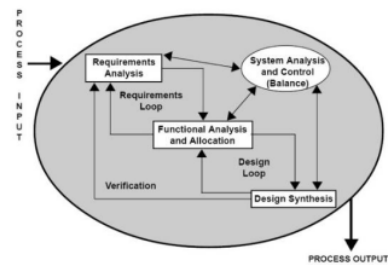 PROCESS INPUT
Requirements
Analysis
System Analysis
and Control
(Balance)
Requirements
Loop
Functional Analysis
and Allocation
Design
Loop
Verification
Design Synthesis
PROCESS OUTPUT